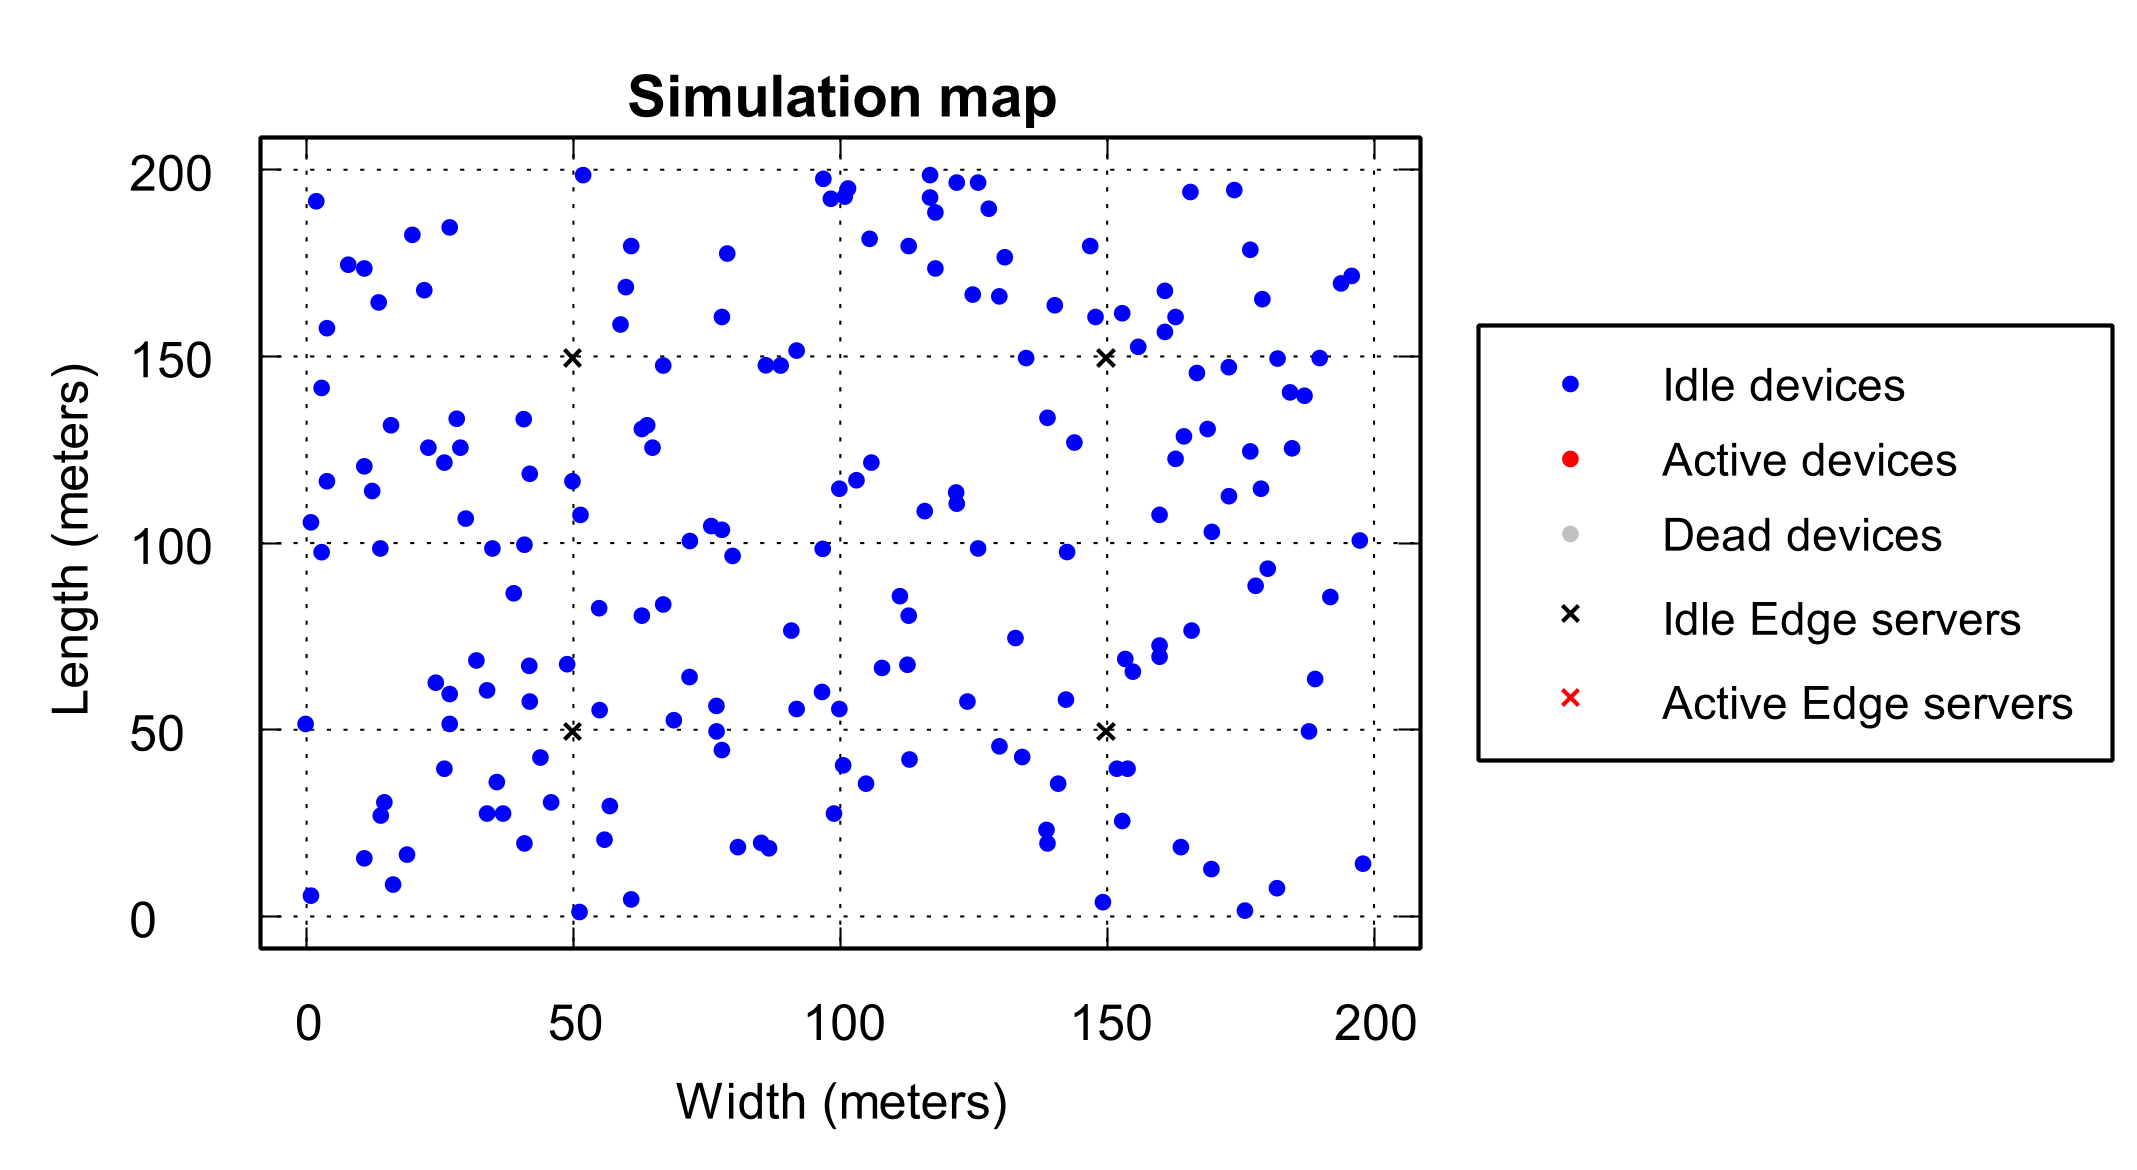 Simulation map
200
150
100
50
0
Length (meters)
0 50 100 150 200
Width (meters)
Idle devices
Active devices
Dead devices
Idle Edge servers
Active Edge servers